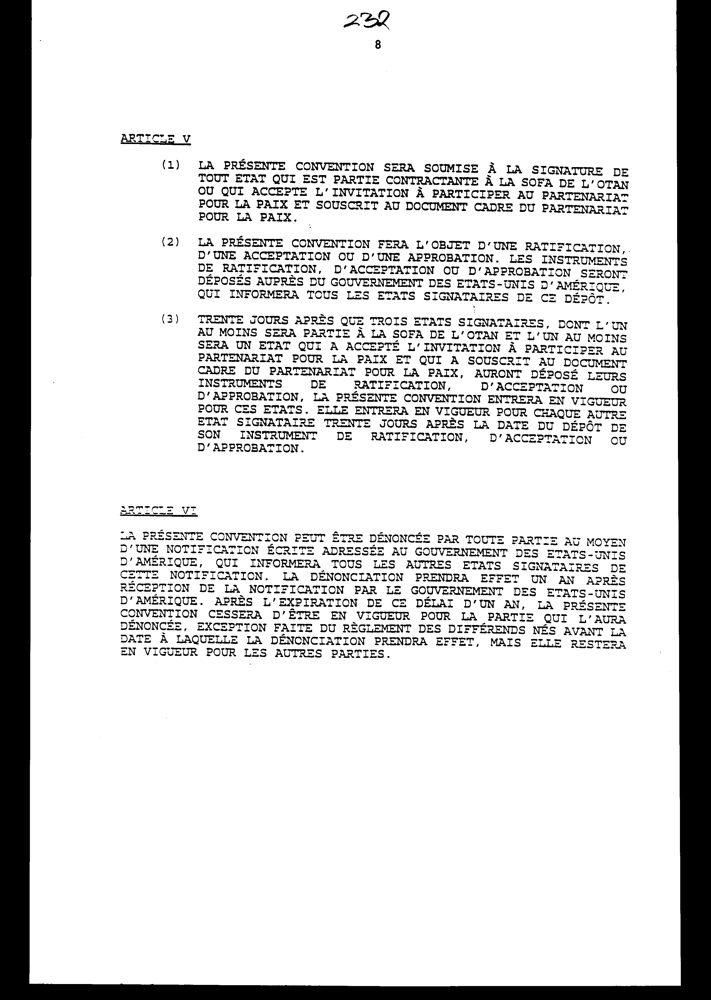 232
8
ARTICLE V
(1) LA PRÉSENTE CONVENTION SERA SOUMISE À LA SIGNATURE DE
TOUT ETAT QUI EST PARTIE CONTRACTANTE À LA SOFA DE L'OTAN
OU QUI ACCEPTE L'INVITATION À PARTICIPER AU PARTENARIAT
POUR LA PAIX ET SOUSCRIT AU DOCUMENT CADRE DU PARTENARIAT
POUR LA PAIX.
(2) LA PRÉSENTE CONVENTION FERA L'OBJET D'UNE RATIFICATION,
D'UNE ACCEPTATION OU D'UNE APPROBATION. LES INSTRUMENTS
DE RATIFICATION, D'ACCEPTATION OU D'APPROBATION SERONT
DÉPOSÉS AUPRÈS DU GOUVERNEMENT DES ETATS-UNIS D'AMÉRIQUE,
QUI INFORMERA TOUS LES ETATS SIGNATAIRES DE CE DÉPÔT.
(3) TRENTE JOURS APRÈS QUE TROIS ETATS SIGNATAIRES, DONT L'UN
AU MOINS SERA PARTIE À LA SOFA DE L'OTAN ET L'UN AU MOINS
SERA UN ETAT QUI A ACCEPTÉ L'INVITATION À PARTICIPER AU
PARTENARIAT POUR LA PAIX ET QUI A SOUSCRIT AU DOCUMENT
CADRE DU PARTENARIAT POUR LA PAIX, AURONT DÉPOSÉ LEURS
INSTRUMENTS DE RATIFICATION, D'ACCEPTATION OU
D'APPROBATION, LA PRÉSENTE CONVENTION ENTRERA EN VIGUEUR
POUR CES ETATS. ELLE ENTRERA EN VIGUEUR POUR CHAQUE AUTRE
ETAT SIGNATAIRE TRENTE JOURS APRÈS LA DATE DU DÉPÔT DE
SON INSTRUMENT DE RATIFICATION, D'ACCEPTATION OU
D'APPROBATION.
ARTICLE VI
LA PRÉSENTE CONVENTION PEUT ÊTRE DÉNONCÉE PAR TOUTE PARTIE AU MOYEN
D'UNE NOTIFICATION ÉCRITE ADRESSÉE AU GOUVERNEMENT DES ETATS-UNIS
D'AMÉRIQUE, QUI INFORMERA TOUS LES AUTRES ETATS SIGNATAIRES DE
CETTE NOTIFICATION. LA DÉNONCIATION PRENDRA EFFET UN AN APRÈS
RÉCEPTION DE LA NOTIFICATION PAR LE GOUVERNEMENT DES ETATS-UNIS
D'AMÉRIQUE. APRÈS L'EXPIRATION DE CE DÉLAI D'UN AN, LA PRÉSENTE
CONVENTION CESSERA D'ÊTRE EN VIGUEUR POUR LA PARTIE QUI L'AURA
DÉNONCÉE, EXCEPTION FAITE DU RÈGLEMENT DES DIFFÉRENDS NÉS AVANT LA
DATE À LAQUELLE LA DÉNONCIATION PRENDRA EFFET, MAIS ELLE RESTERA
EN VIGUEUR POUR LES AUTRES PARTIES.